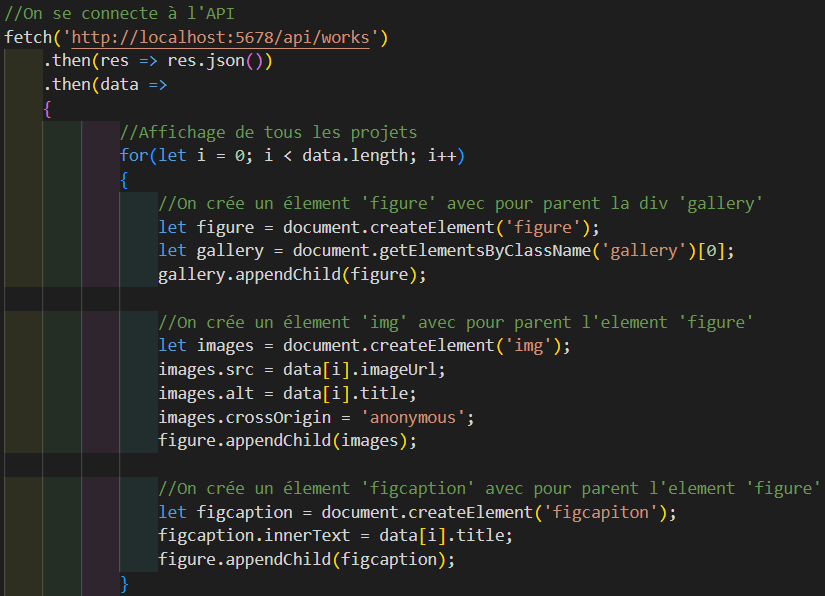 //On se connecte à l'API
fetch('http://localhost:5678/api/works')
.then(res => res.json())
.then(data =>
{
//Affichage de tous les projets
for(let i = 0; i < data.length; i++)
{
//On crée un élement 'figure' avec pour parent la div 'gallery'
let figure = document.createElement('figure');
let gallery = document.getElementsByClassName('gallery')[0];
gallery.appendChild(figure);
//On crée un élement 'img' avec pour parent l'element 'figure'
let images = document.createElement('img');
images.src = data[i].imageUrl;
images.alt = data[i].title;
images.crossOrigin = 'anonymous';
figure.appendChild(images);
//On crée un élement 'figcaption' avec pour parent l'element 'figure'
let figcaption = document.createElement('figcapiton');
figcaption.innerText = data[i].title;
figure.appendChild(figcaption);
}